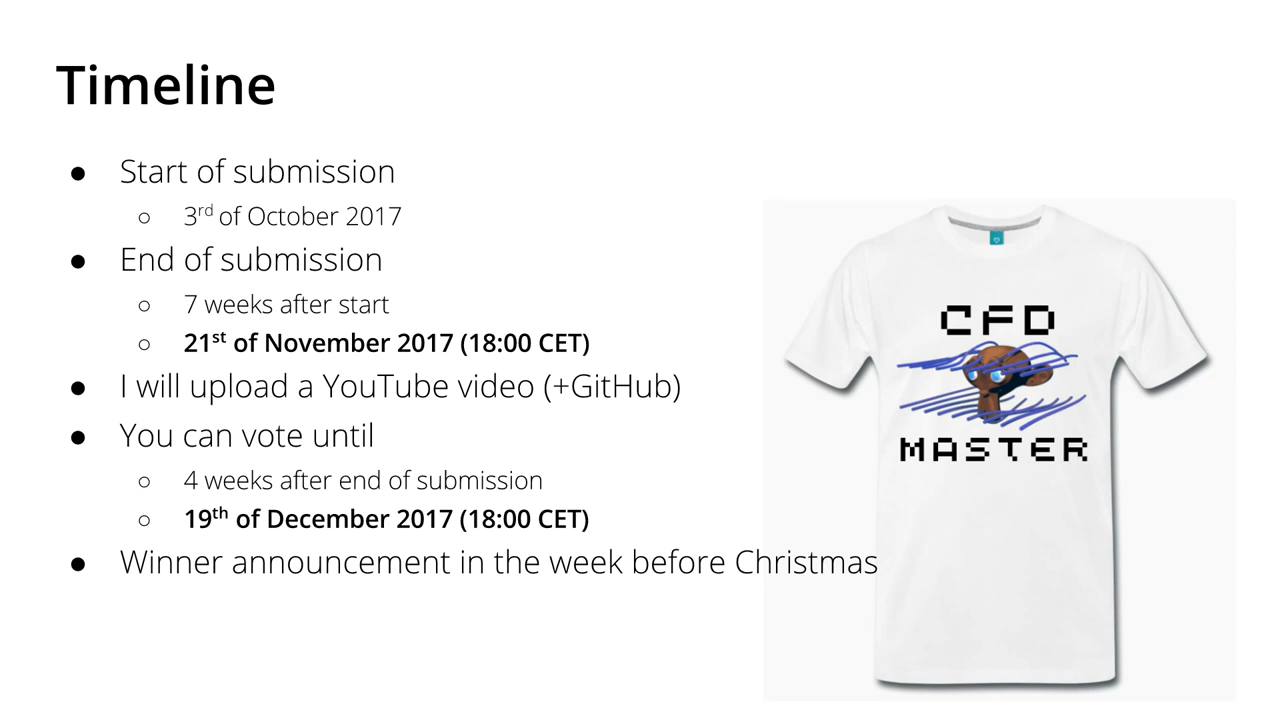 Timeline
● Start of submission
○ 3rd of October 2017
● End of submission
○ 7 weeks after start
○ 21st of November 2017 (18:00 CET)
● I will upload a YouTube video (+GitHub)
● You can vote until
○ 4 weeks after end of submission
○ 19th of December 2017 (18:00 CET)
● Winner announcement in the week before Christmas
CFD
MASTER